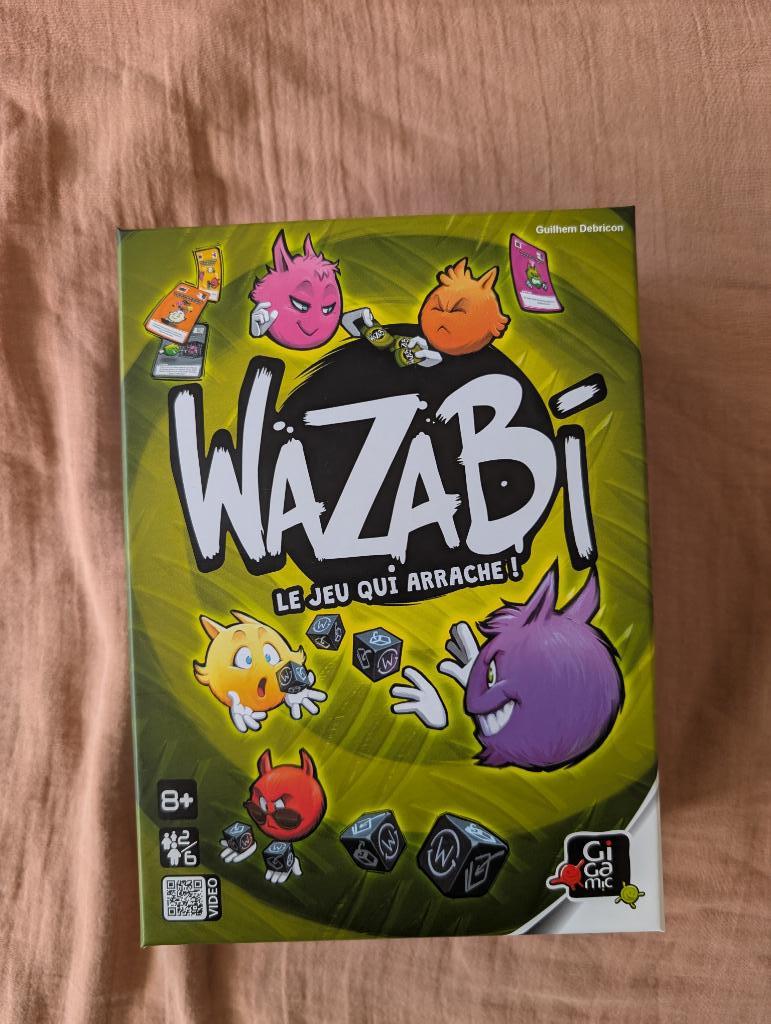 Guilhem Debricon
WAZABI
LE JEU QUI ARRACHE !
8+
2/6
VIDEO
GiGamic